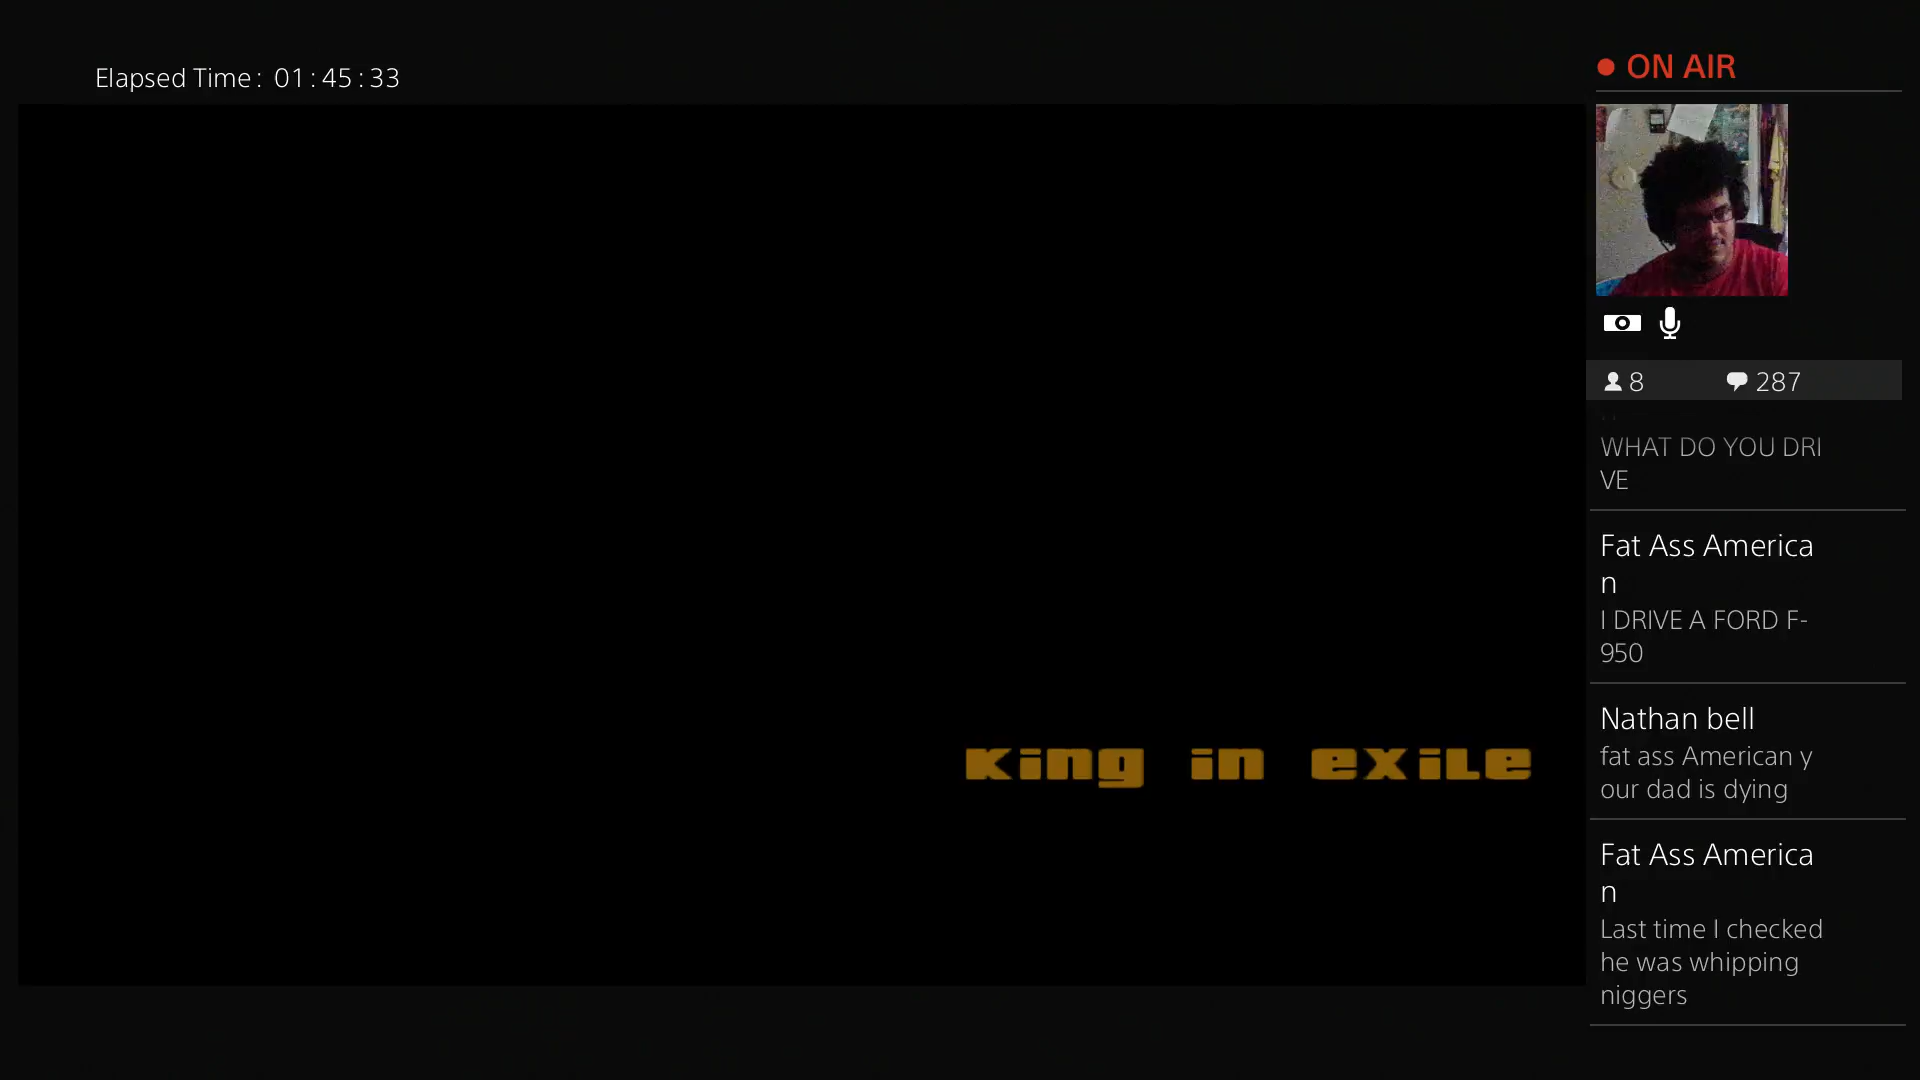 Elapsed Time: 01:45:33
ON AIR
8 287
WHAT DO YOU DRI
VE
Fat Ass America
n
I DRIVE A FORD F-
950
Nathan bell
fat ass American y
our dad is dying
Fat Ass America
n
Last time I checked
he was whipping
niggers
King in exile